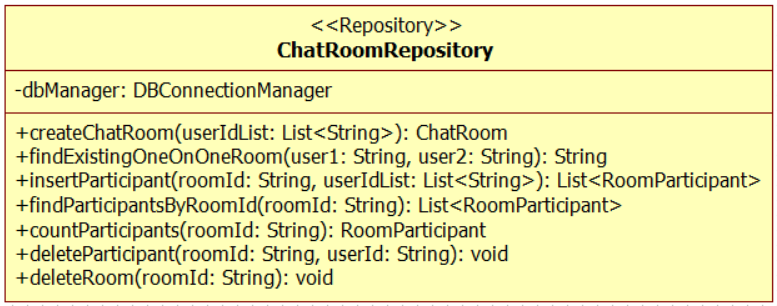 <<Repository>>
ChatRoomRepository
-dbManager: DBConnectionManager
+createChatRoom(userIdList: List<String>): ChatRoom
+findExistingOneOnOneRoom(user1: String, user2: String): String
+insertParticipant(roomId: String, userIdList: List<String>): List<RoomParticipant>
+findParticipantsByRoomId(roomId: String): List<RoomParticipant>
+countParticipants(roomId: String): RoomParticipant
+deleteParticipant(roomId: String, userId: String): void
+deleteRoom(roomId: String): void